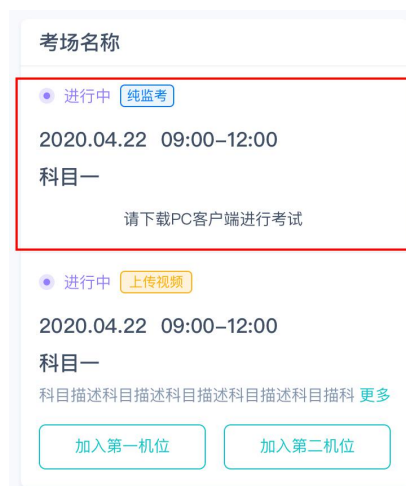 考场名称
进行中 纯监考
2020.04.22 09:00–12:00
科目一
请下载PC客户端进行考试
进行中 上传视频
2020.04.22 09:00–12:00
科目一
科目描述科目描述科目描述科目描述科目描科 更多
加入第一机位 加入第二机位